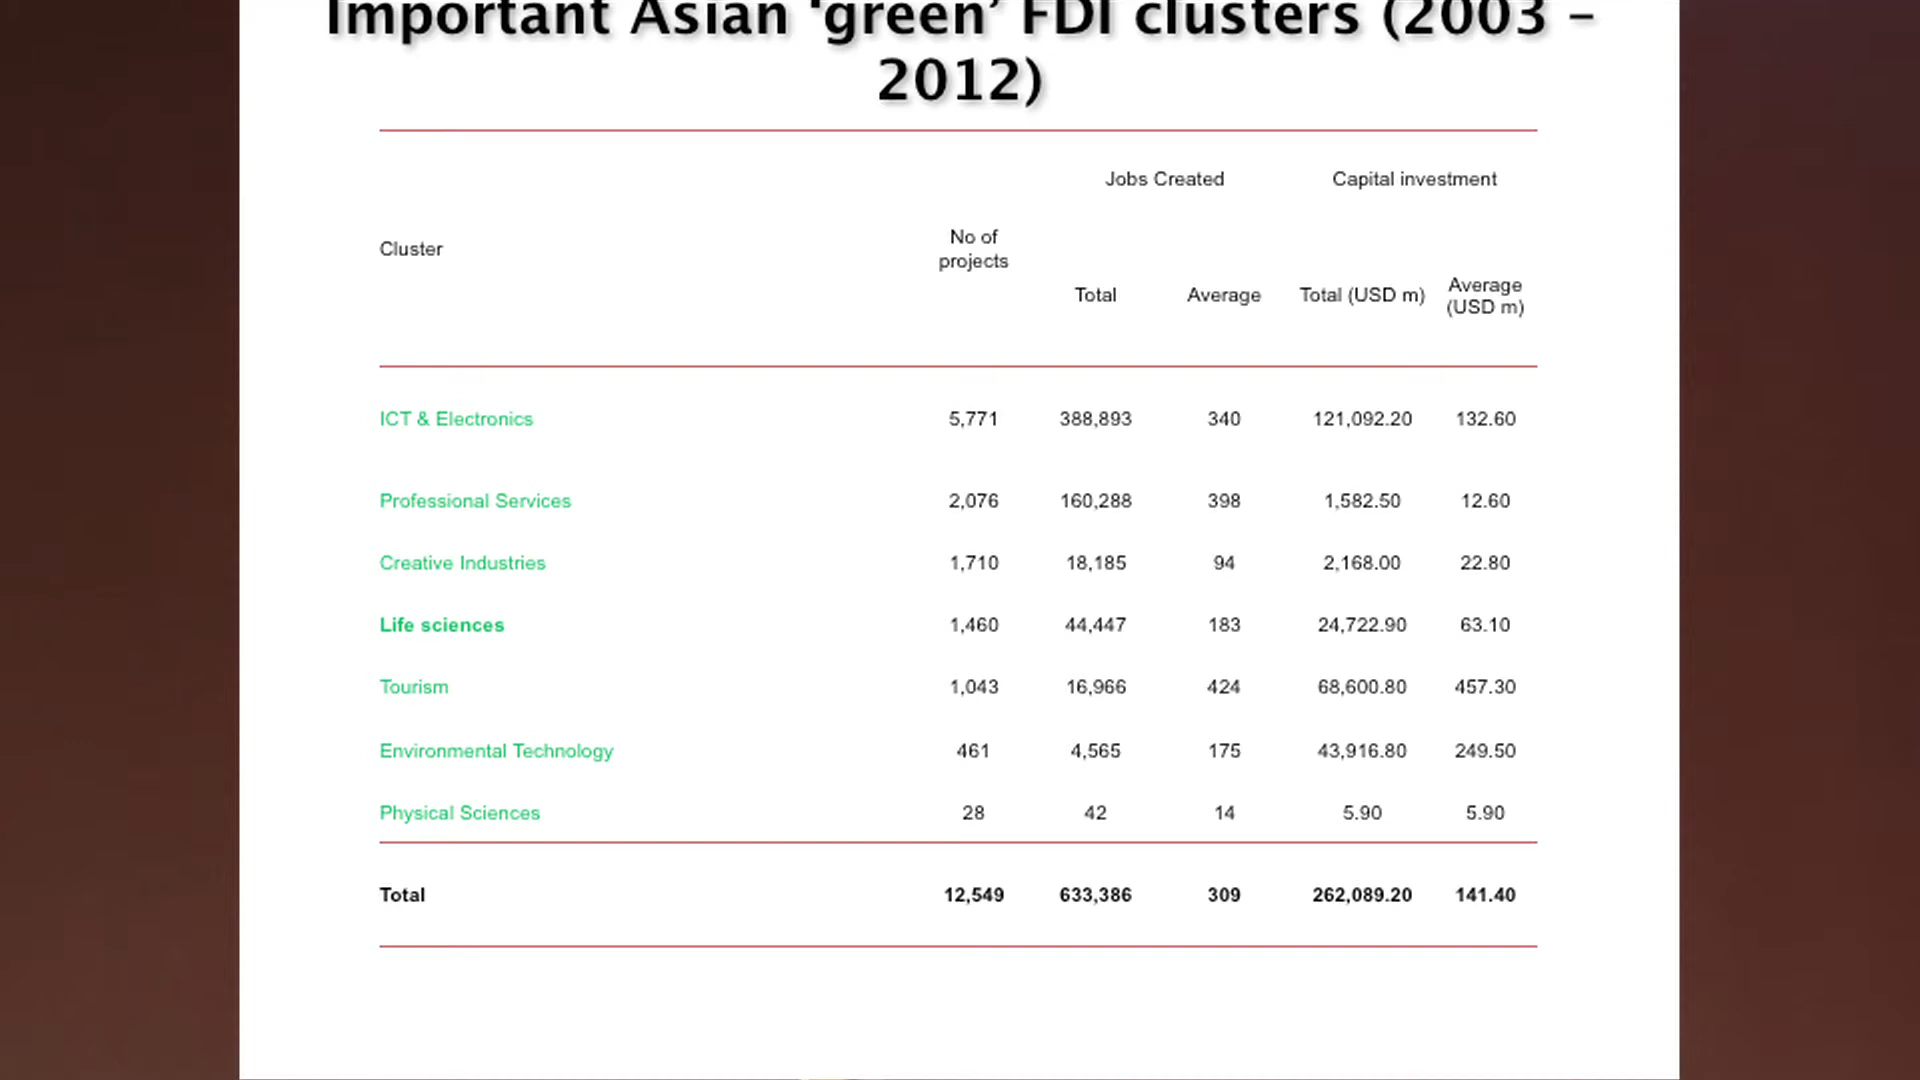 Important Asian ‘green’ FDI clusters (2003 –
2012)
Jobs Created Capital investment
Cluster
No of
projects
Total Average Total (USD m) Average
(USD m)
ICT & Electronics 5,771 388,893 340 121,092.20 132.60
Professional Services 2,076 160,288 398 1,582.50 12.60
Creative Industries 1,710 18,185 94 2,168.00 22.80
Life sciences 1,460 44,447 183 24,722.90 63.10
Tourism 1,043 16,966 424 68,600.80 457.30
Environmental Technology 461 4,565 175 43,916.80 249.50
Physical Sciences 28 42 14 5.90 5.90
Total 12,549 633,386 309 262,089.20 141.40